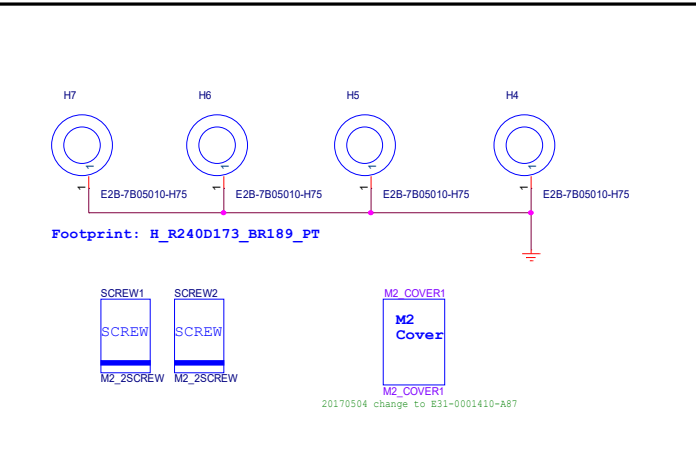 H7 H6 H5 H4
1 1 1 1
1 1 1 1
E2B-7B05010-H75 E2B-7B05010-H75 E2B-7B05010-H75 E2B-7B05010-H75
Footprint: H_R240D173_BR189_PT
SCREW1 SCREW2 M2_COVER1
SCREW SCREW
M2
Cover
M2_2SCREW M2_2SCREW
M2_COVER1
20170504 change to E31-0001410-A87